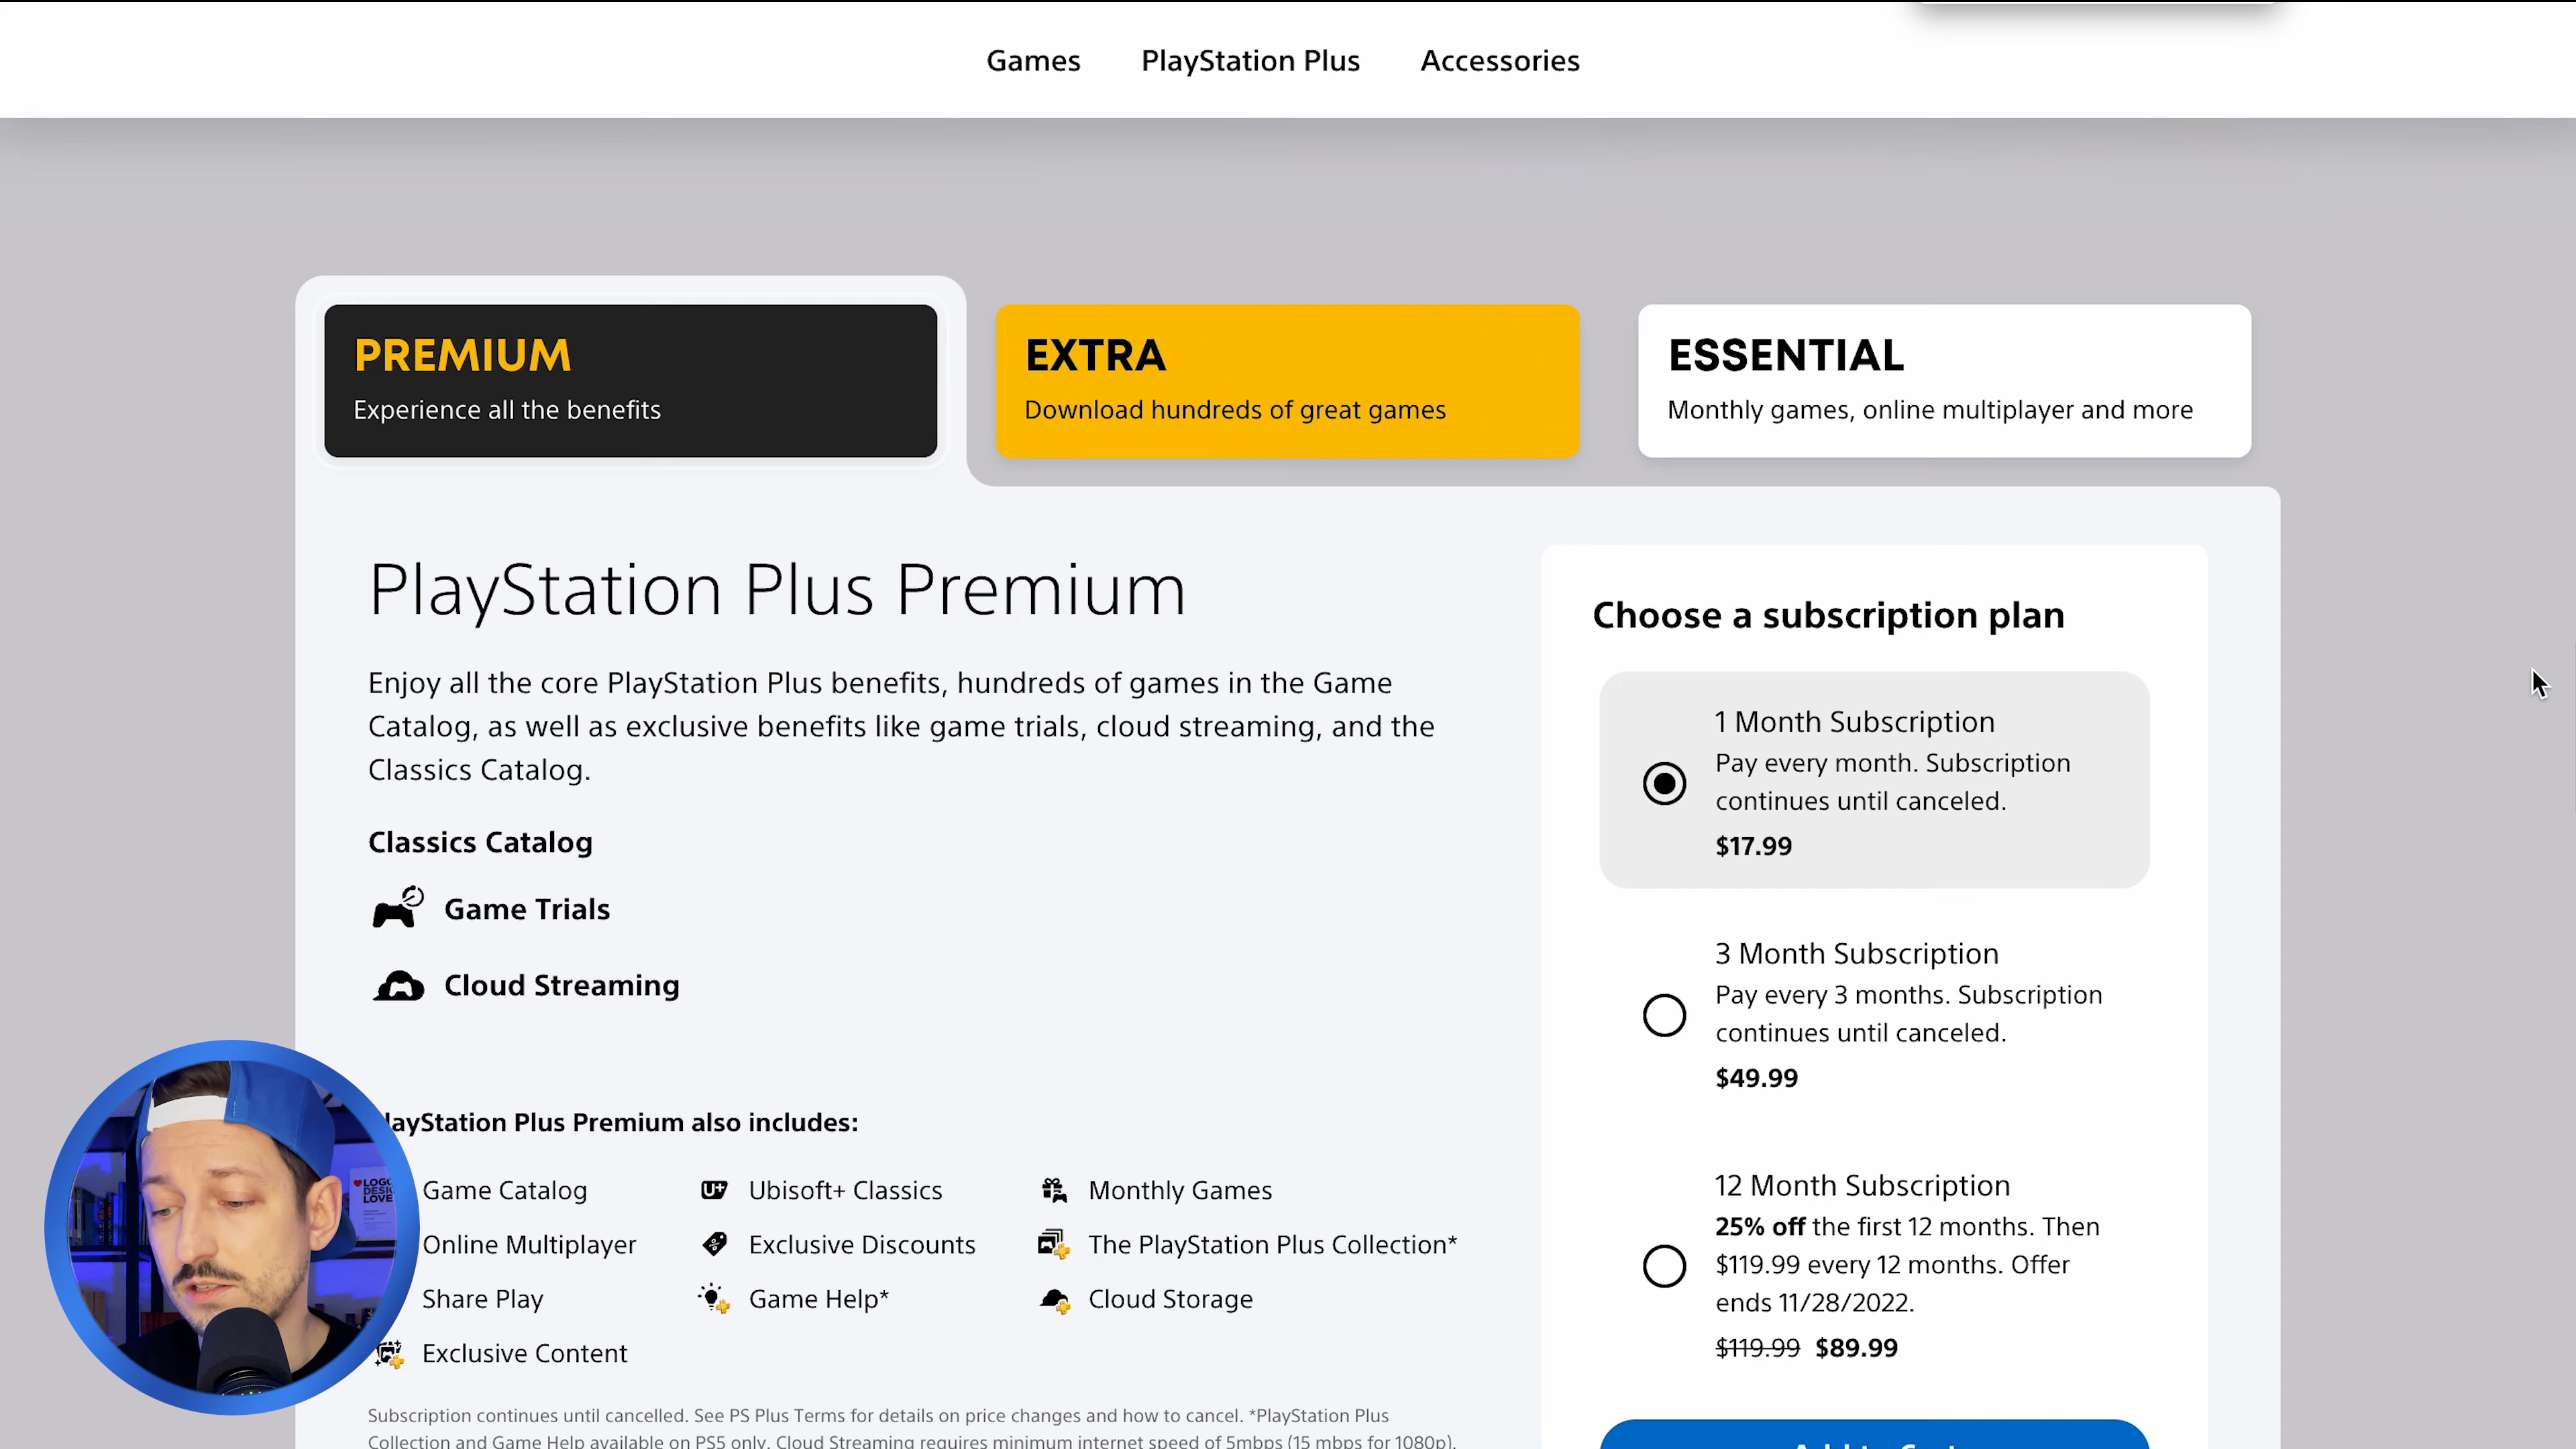 Games PlayStation Plus Accessories
PREMIUM
Experience all the benefits
EXTRA
Download hundreds of great games
ESSENTIAL
Monthly games, online multiplayer and more
PlayStation Plus Premium
Enjoy all the core PlayStation Plus benefits, hundreds of games in the Game
Catalog, as well as exclusive benefits like game trials, cloud streaming, and the
Classics Catalog.
Classics Catalog
Game Trials
Cloud Streaming
ayStation Plus Premium also includes:
Game Catalog
Ubisoft+ Classics
Monthly Games
Online Multiplayer
Exclusive Discounts
The PlayStation Plus Collection*
Share Play
Game Help*
Cloud Storage
Exclusive Content
Subscription continues until cancelled. See PS Plus Terms for details on price changes and how to cancel. *PlayStation Plus
Collection and Game Help available on PS5 only. Cloud Streaming requires minimum internet speed of 5mbps (15 mbps for 1080p).
Choose a subscription plan
1 Month Subscription
Pay every month. Subscription
continues until canceled.
$17.99
3 Month Subscription
Pay every 3 months. Subscription
continues until canceled.
$49.99
12 Month Subscription
25% off the first 12 months. Then
$119.99 every 12 months. Offer
ends 11/28/2022.
$119.99 $89.99
LOGO
DESIG
LOVE
U+